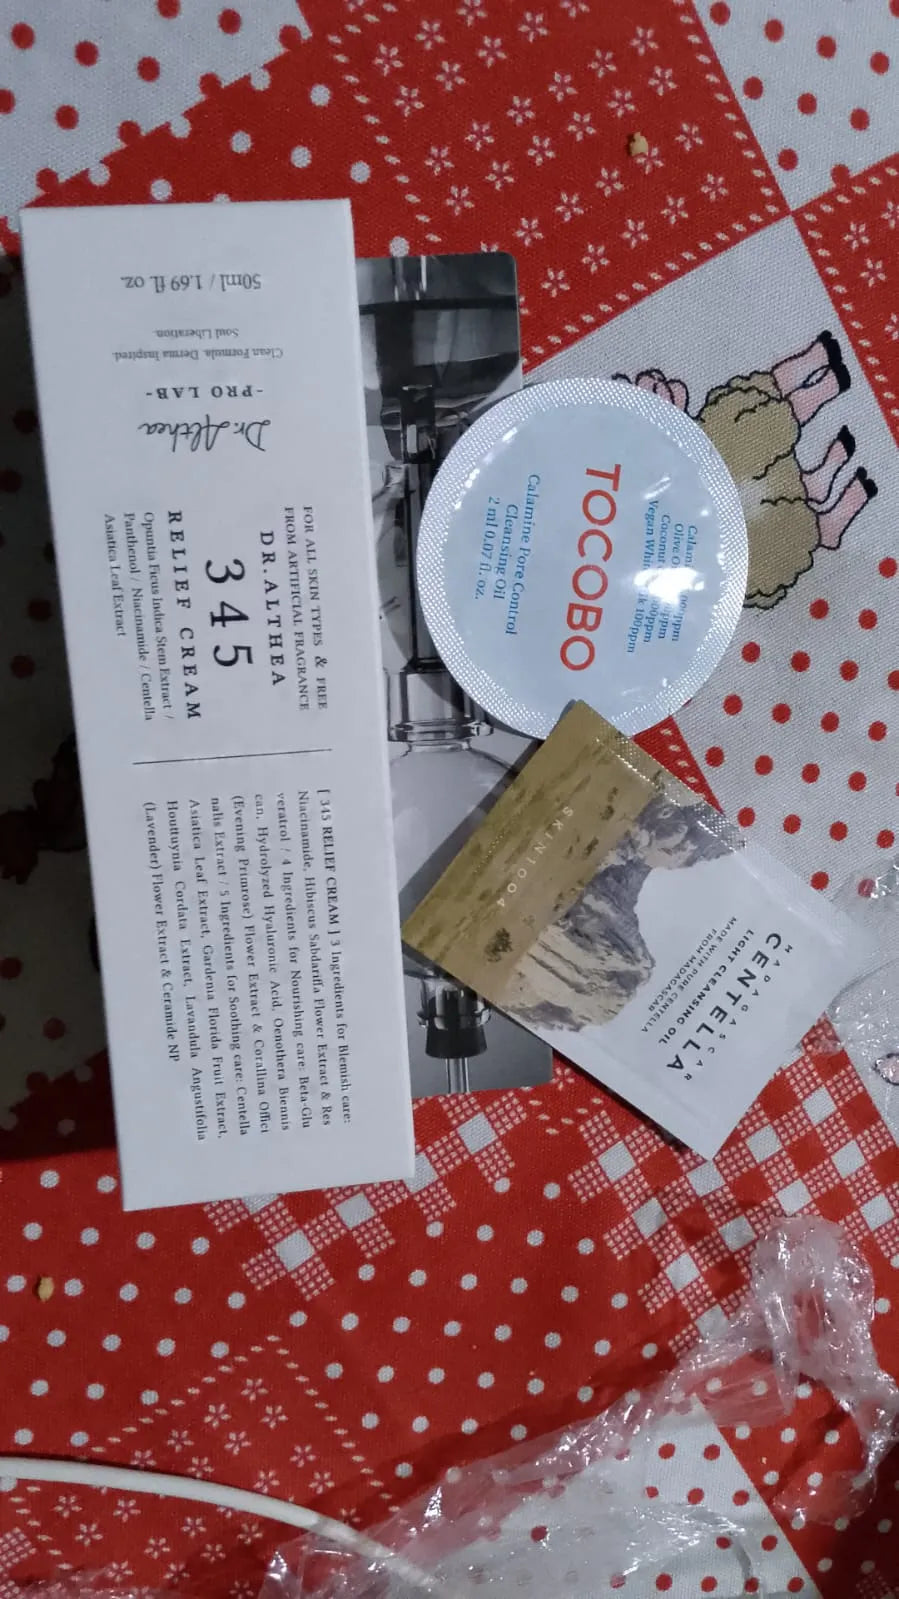 50ml / 1.69 fl. oz.
Clean Formula. Derma Inspired.
Soul Liberation.
-PRO LAB-
Dr.Althea
FOR ALL SKIN TYPES & FREE
FROM ARTIFICIAL FRAGRANCE
DR.ALTHEA
345
RELIEF CREAM
Opuntia Ficus Indica Stem Extract /
Panthenol / Niacinamide / Centella
Asiatica Leaf Extract
[ 345 RELIEF CREAM ] 3 Ingredients for Blemish care:
Niacinamide, Hibiscus Sabdariffa Flower Extract & Res
veratrol / 4 Ingredients for Nourishing care: Beta-Glu
can, Hydrolyzed Hyaluronic Acid, Oenothera Biennis
(Evening Primrose) Flower Extract & Corallina Offici
nalis Extract / 5 Ingredients for Soothing care: Centella
Asiatica Leaf Extract, Gardenia Florida Fruit Extract,
Houttuynia Cordata Extract, Lavandula Angustifolia
(Lavender) Flower Extract & Ceramide NP
Olive
Coconut
Vegan 100ppm
TOCOBO
Calamine Pore Control
Cleansing Oil
2 ml 0.07 fl. oz.
MADAGASCAR
CENTELLA
LIGHT CLEANSING OIL
MADE WITH PURE CENTELLA
FROM MADAGASCAR
SKIN1004